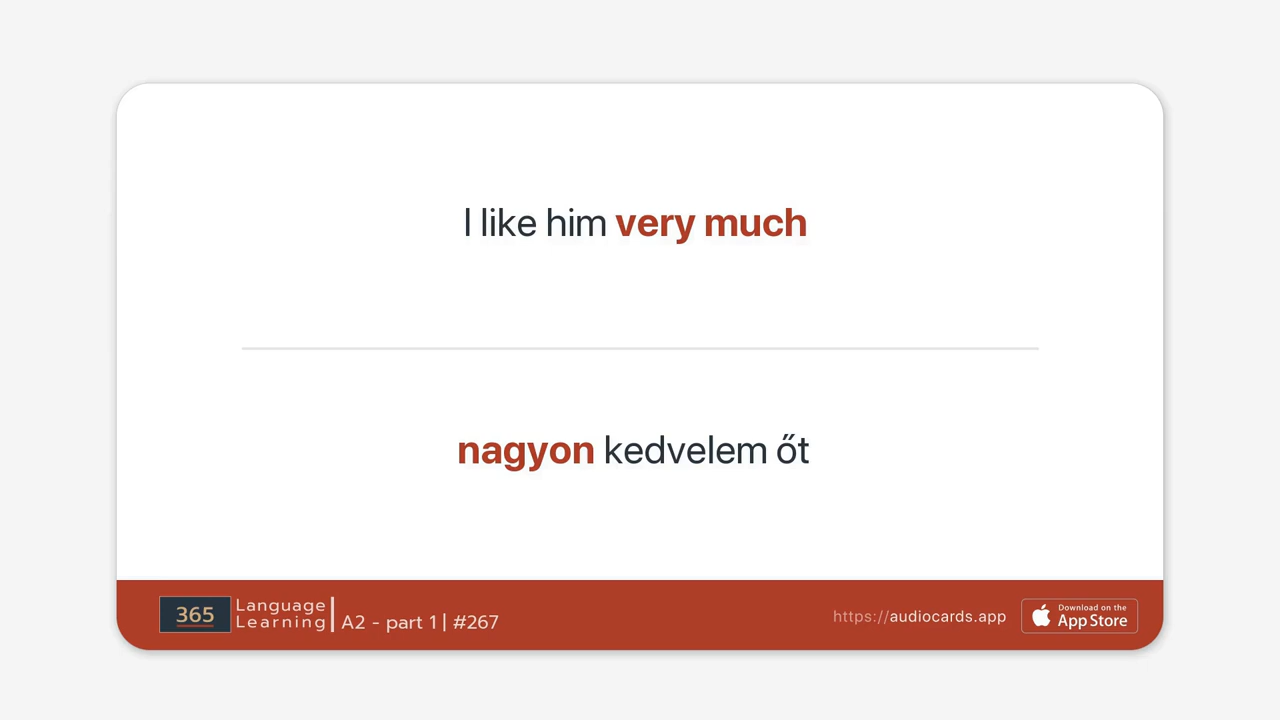 I like him very much
nagyon kedvelem őt
365
Language
Learning
A2 - part 1 | #267
https://audiocards.app
Download on the
App Store